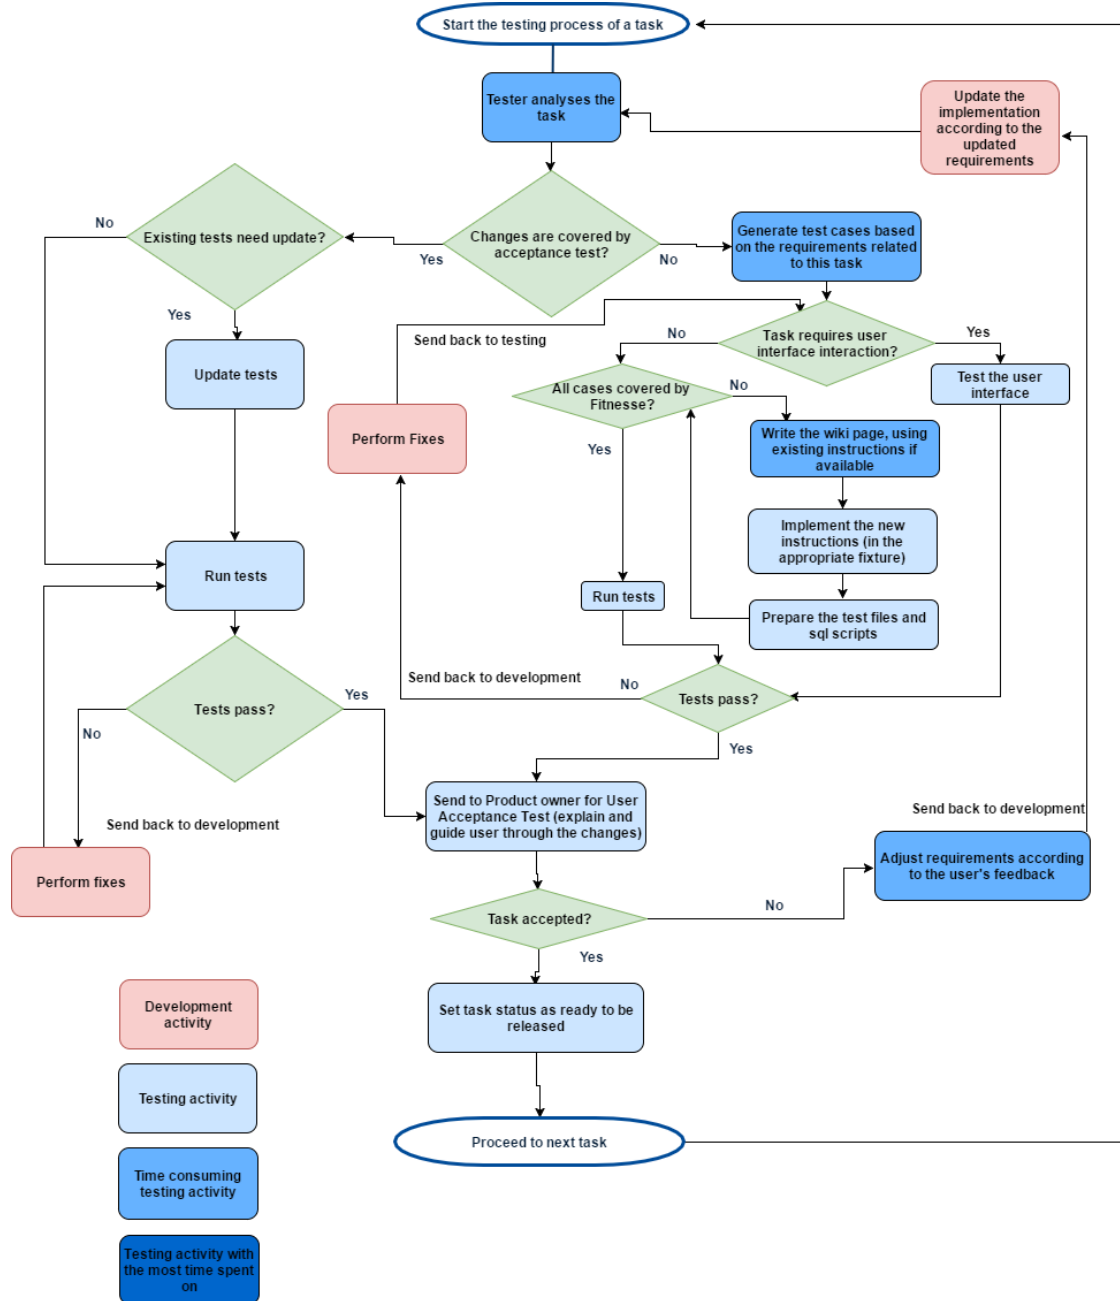 Start the testing process of a task
Tester analyses the
task
Update the
implementation
according to the
updated
requirements
No
Existing tests need update?
Yes
Changes are covered by
acceptance test?
No
Generate test cases based
on the requirements related
to this task
Yes
Send back to testing
No
Task requires user
interface interaction?
Yes
Update tests
All cases covered by
Fitnesse?
No
Test the user
interface
Perform Fixes
Yes
Write the wiki page, using
existing instructions if
available
Implement the new
instructions (in the
appropriate fixture)
Run tests
Run tests
Prepare the test files and
sql scripts
Send back to development
No
Tests pass?
Yes
Tests pass?
Yes
No
Send back to development
Perform fixes
Send to Product owner for User
Acceptance Test (explain and
guide user through the changes)
Send back to development
Adjust requirements according
to the user's feedback
Task accepted?
No
Yes
Set task status as ready to be
released
Proceed to next task
Development
activity
Testing activity
Time consuming
testing activity
Testing activity with
the most time spent
on